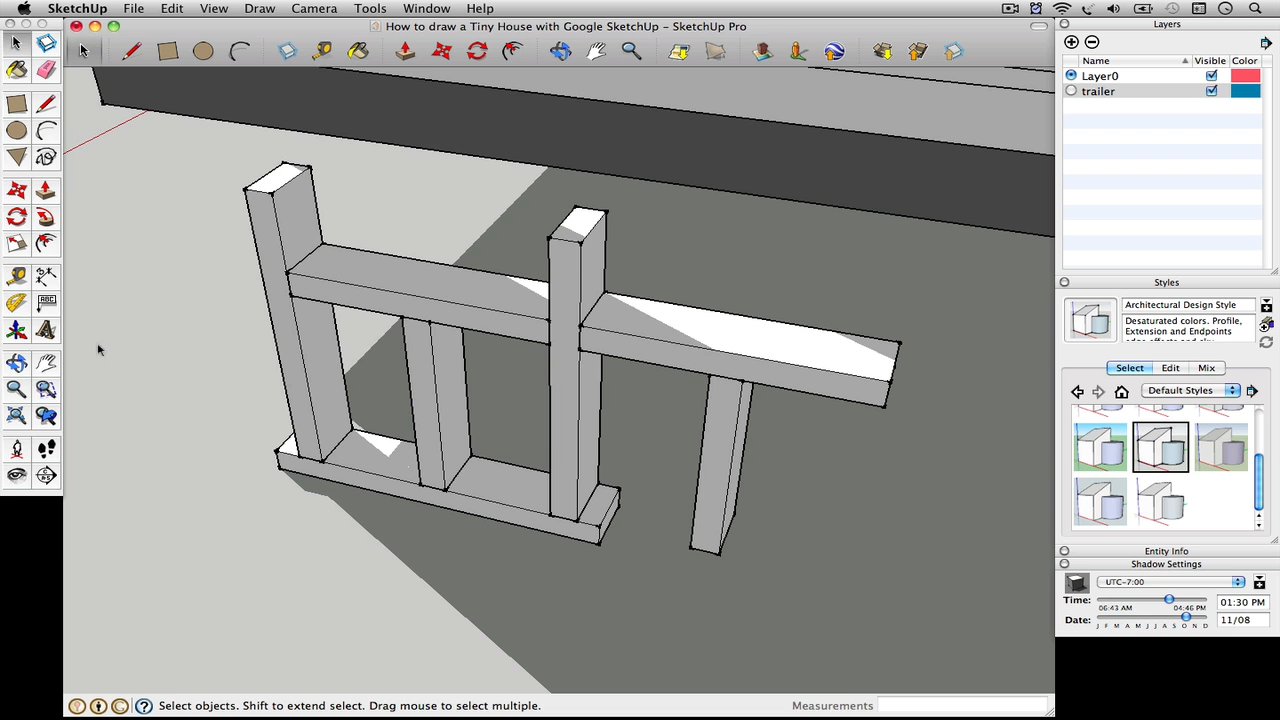 SketchUp File Edit View Draw Camera Tools Window Help
How to draw a Tiny House with Google SketchUp – SketchUp Pro
ABC
A
Layers
Name Visible Color
Layer0
trailer
Styles
Architectural Design Style
Desaturated colors. Profile,
Extension and Endpoints
Select Edit Mix
Default Styles
Entity Info
Shadow Settings
UTC-7:00
Time:
06:43 AM 04:46 PM
01:30 PM
Date:
11/08
J F M A M J J A S O N D
Select objects. Shift to extend select. Drag mouse to select multiple.
Measurements